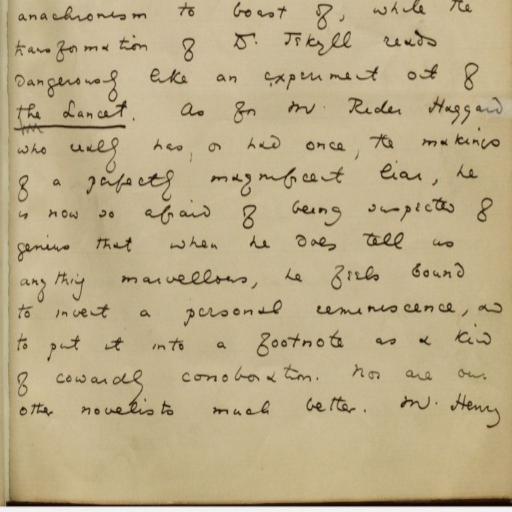 anachronism to boast of, while the
transformation of Dr. Jekyll reads
dangerously like an experiment out of
the Lancet. As for Mr. Rider Haggard
who really has, or had once, the makings
of a perfectly magnificent liar, he
is now so afraid of being suspected of
genius that when he does tell us
anything marvellous, he feels bound
to invent a personal reminiscence, and
to put it into a footnote as a kind
of cowardly corroboration. Nor are our
other novelists much better. Mr. Henry